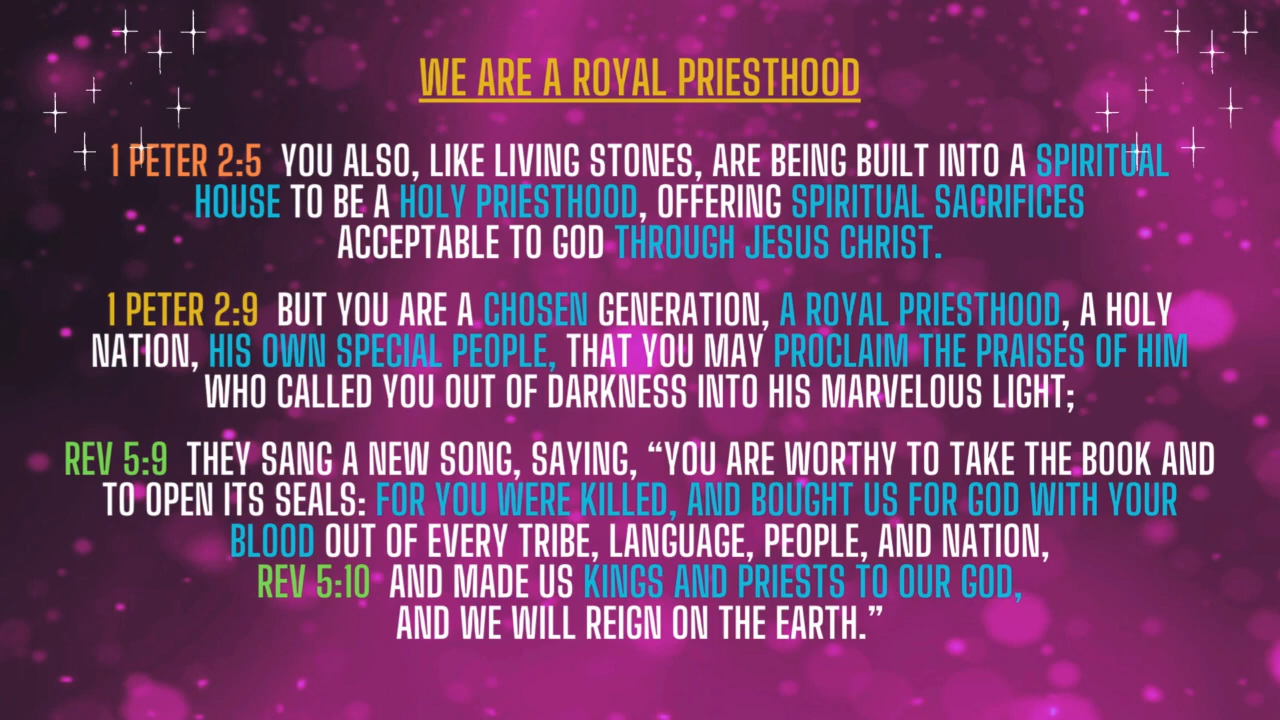 WE ARE A ROYAL PRIESTHOOD
1 PETER 2:5 YOU ALSO, LIKE LIVING STONES, ARE BEING BUILT INTO A SPIRITUAL
HOUSE TO BE A HOLY PRIESTHOOD, OFFERING SPIRITUAL SACRIFICES
ACCEPTABLE TO GOD THROUGH JESUS CHRIST.
1 PETER 2:9 BUT YOU ARE A CHOSEN GENERATION, A ROYAL PRIESTHOOD, A HOLY
NATION, HIS OWN SPECIAL PEOPLE, THAT YOU MAY PROCLAIM THE PRAISES OF HIM
WHO CALLED YOU OUT OF DARKNESS INTO HIS MARVELOUS LIGHT;
REV 5:9 THEY SANG A NEW SONG, SAYING, “YOU ARE WORTHY TO TAKE THE BOOK AND
TO OPEN ITS SEALS: FOR YOU WERE KILLED, AND BOUGHT US FOR GOD WITH YOUR
BLOOD OUT OF EVERY TRIBE, LANGUAGE, PEOPLE, AND NATION,
REV 5:10 AND MADE US KINGS AND PRIESTS TO OUR GOD,
AND WE WILL REIGN ON THE EARTH.”